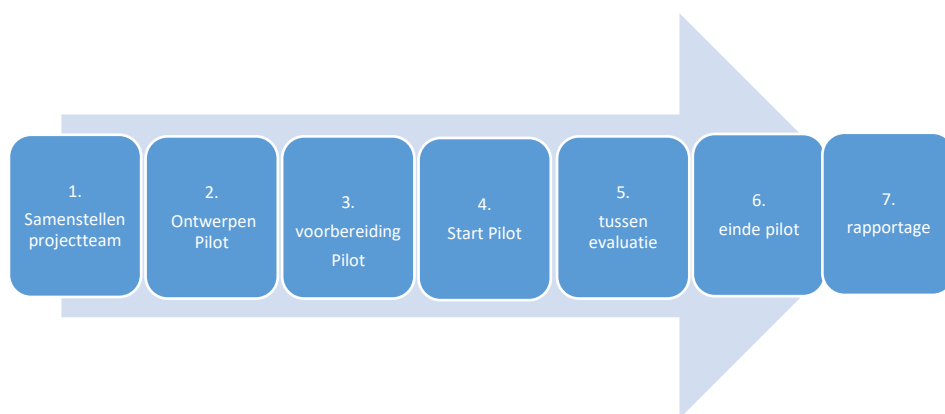 1.
Samenstellen
projectteam
2.
Ontwerpen
Pilot
3.
voorbereiding
Pilot
4.
Start Pilot
5.
tussen
evaluatie
6.
einde pilot
7.
rapportage